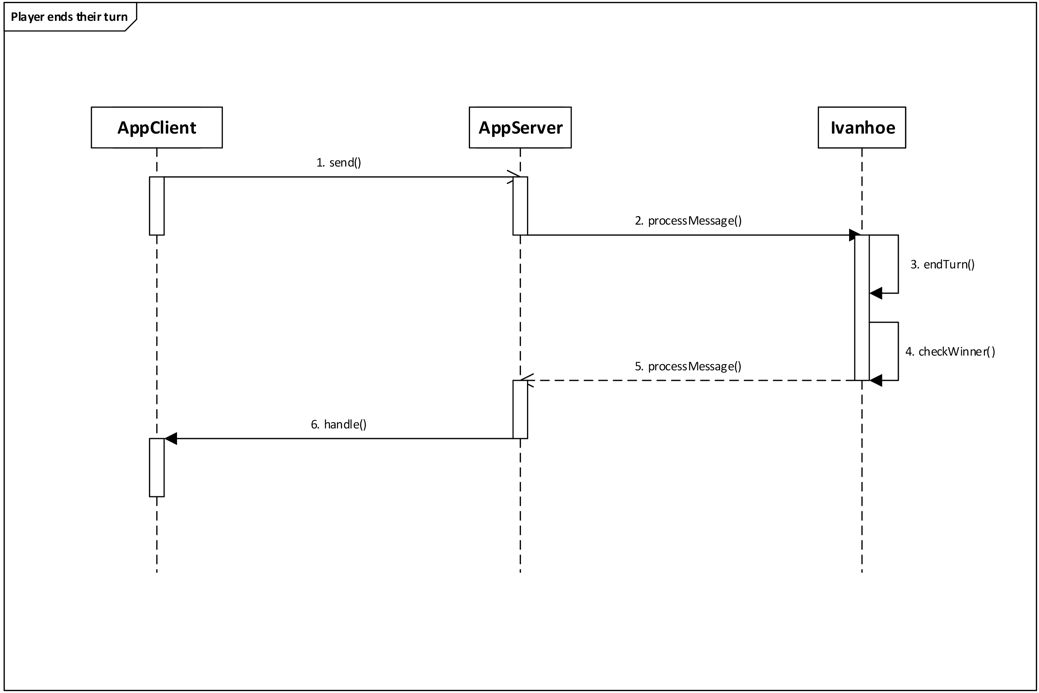 Player ends their turn
AppClient
AppServer
Ivanhoe
1. send()
2. processMessage()
3. endTurn()
4. checkWinner()
5. processMessage()
6. handle()